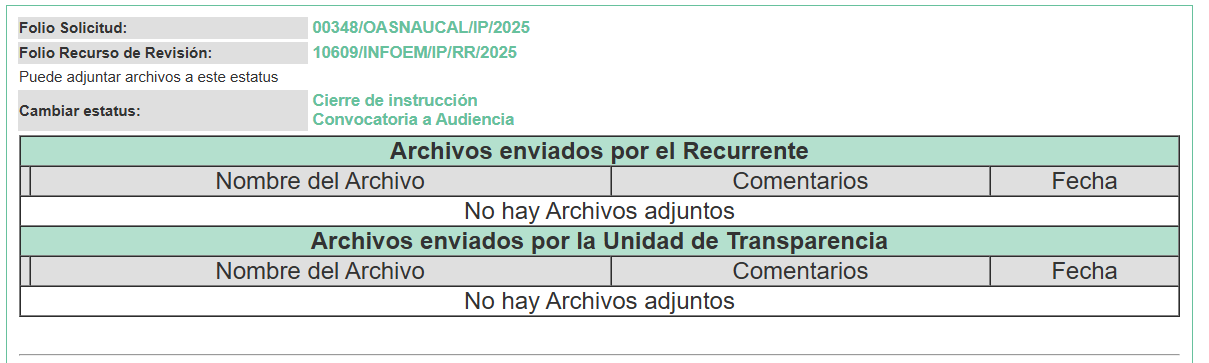 Folio Solicitud: 00348/OASNAUCAL/IP/2025
Folio Recurso de Revisión: 10609/INFOEM/IP/RR/2025
Puede adjuntar archivos a este estatus
Cambiar estatus: Cierre de instrucción
Convocatoria a Audiencia
Archivos enviados por el Recurrente
Nombre del Archivo Comentarios Fecha
No hay Archivos adjuntos
Archivos enviados por la Unidad de Transparencia
Nombre del Archivo Comentarios Fecha
No hay Archivos adjuntos